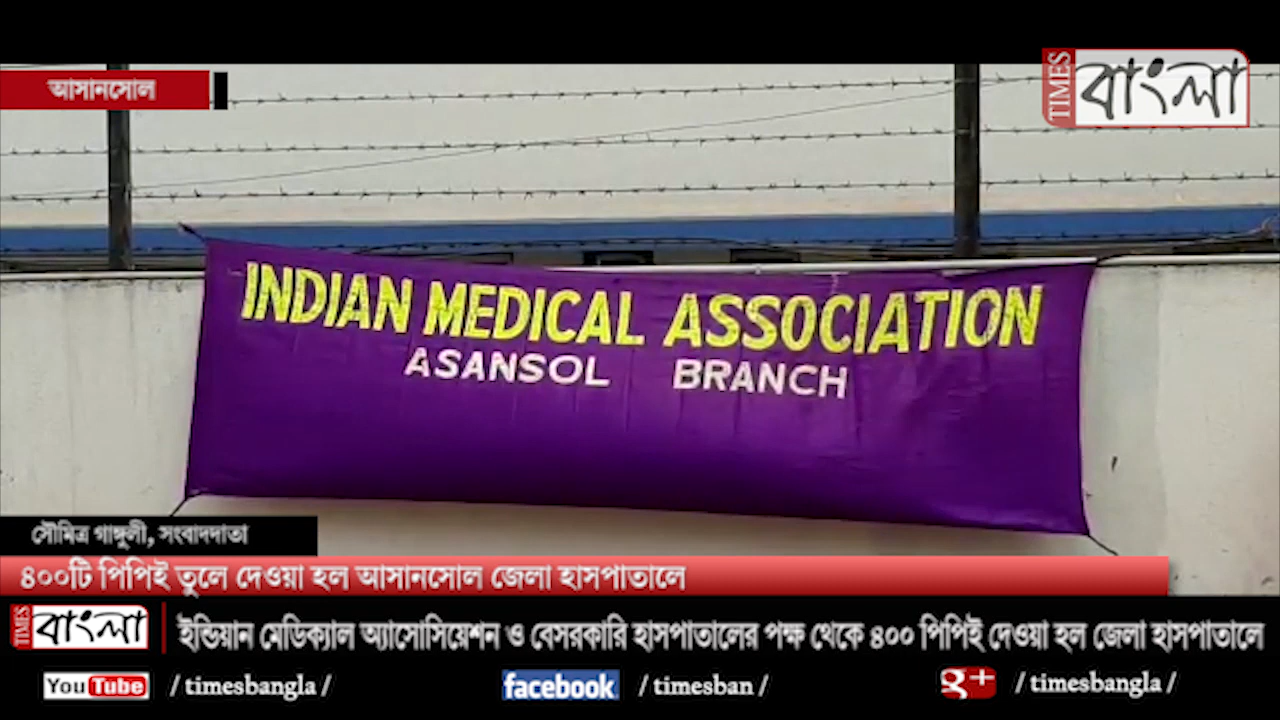 আসানসোল
TIMES বাংলা
INDIAN MEDICAL ASSOCIATION
ASANSOL BRANCH
সৌমিত্র গাঙ্গুলী, সংবাদদাতা
৪০০টি পিপিই তুলে দেওয়া হল আসানসোল জেলা হাসপাতালে
TIMES বাংলা
ইন্ডিয়ান মেডিক্যাল অ্যাসোসিয়েশন ও বেসরকারি হাসপাতালের পক্ষ থেকে ৪০০ পিপিই দেওয়া হল জেলা হাসপাতালে
YouTube / timesbangla / facebook / timesban / g+ / timesbangla /